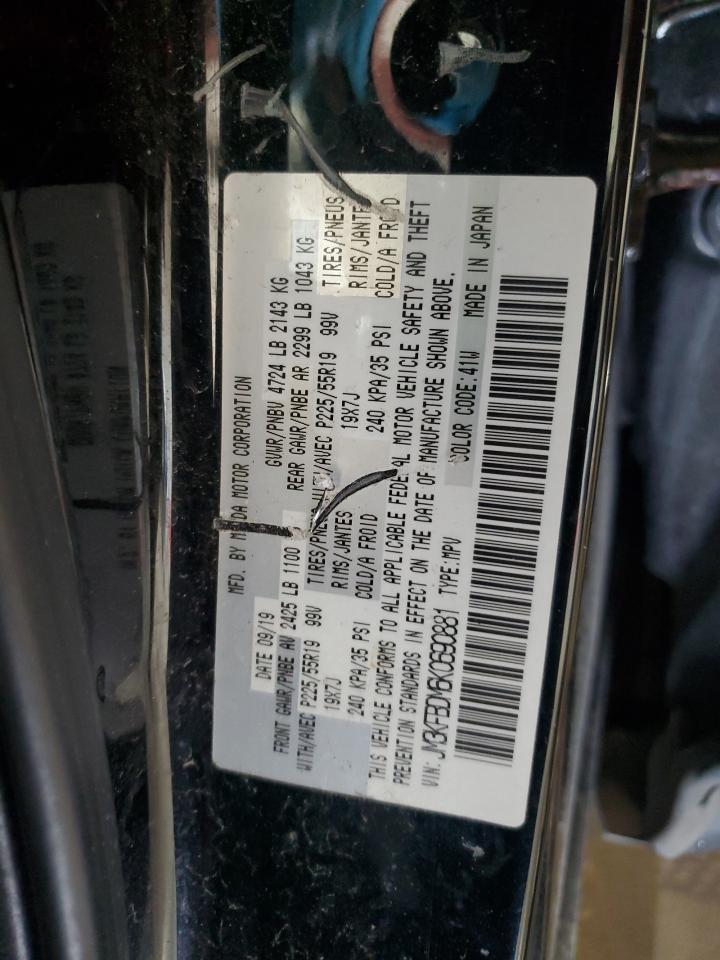 MFD. BY MAZDA MOTOR CORPORATION
DATE 09/19 GVWR/PNBV 4724 LB 2143 KG
FRONT GAWR/PNBE AV 2425 LB 1100 REAR GAWR/PNBE AR 2299 LB 1043 KG
WITH/AVEC P225/55R19 99V TIRES/PNEUS WITH/AVEC P225/55R19 99V TIRES/PNEUS
19X7J RIMS/JANTES 19X7J RIMS/JANTES
240 KPA/35 PSI COLD/A FROID 240 KPA/35 PSI COLD/A FROID
THIS VEHICLE CONFORMS TO ALL APPLICABLE FEDERAL MOTOR VEHICLE SAFETY AND THEFT
PREVENTION STANDARDS IN EFFECT ON THE DATE OF MANUFACTURE SHOWN ABOVE.
VIN: JM3KFBDM6K0690881 TYPE:MPV COLOR CODE:41W MADE IN JAPAN